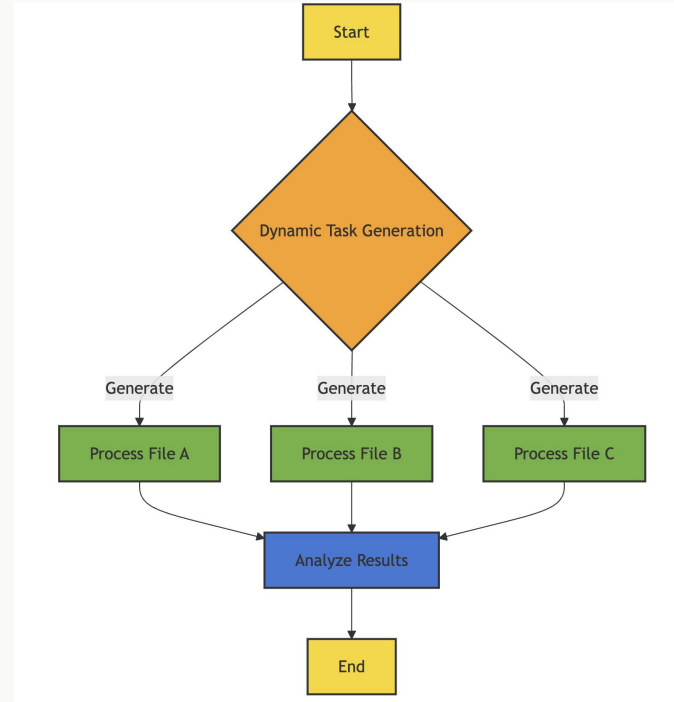 Start
Dynamic Task Generation
Generate
Generate
Generate
Process File A
Process File B
Process File C
Analyze Results
End